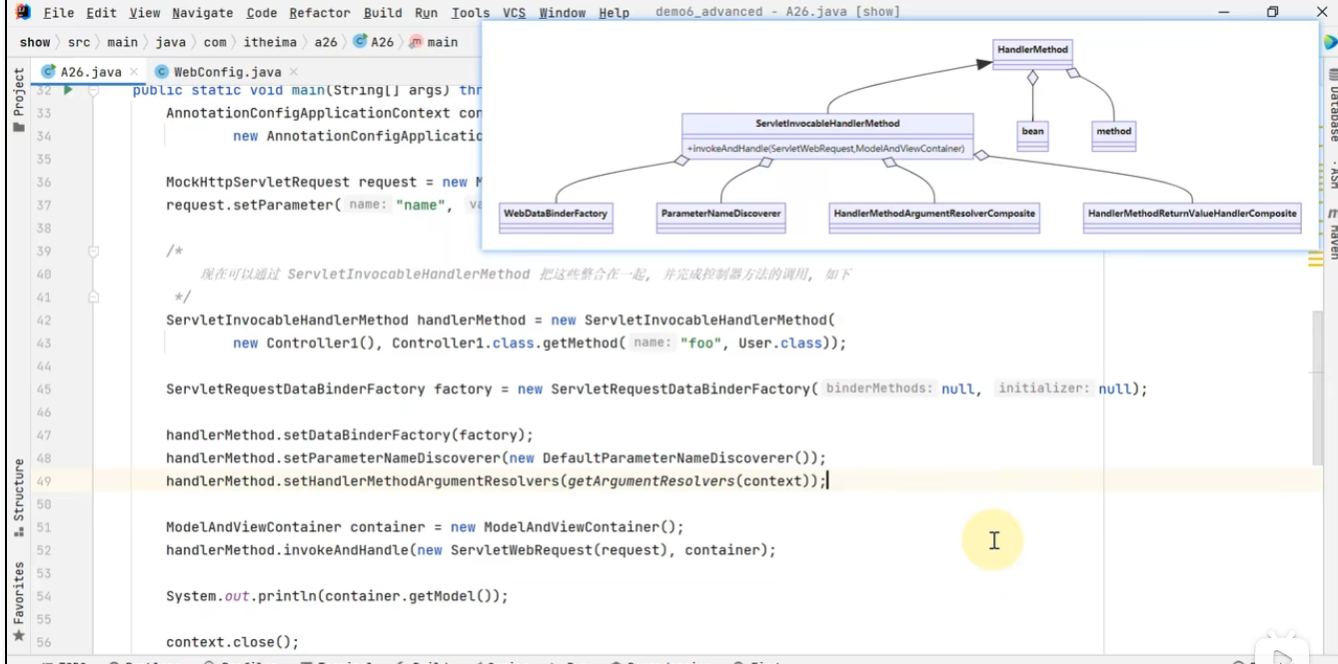 File Edit View Navigate Code Refactor Build Run Tools VCS Window Help demo6_advanced - A26.java [show]
show src main java com itheima a26 A26 main
A26.java WebConfig.java
Project
Structure
Favorites
Database
ASM
Maven
HandlerMethod
ServletInvocableHandlerMethod
+invokeAndHandle(ServletWebRequest,ModelAndViewContainer)
bean method
WebDataBinderFactory ParameterNameDiscoverer HandlerMethodArgumentResolverComposite HandlerMethodReturnValueHandlerComposite
32 public static void main(String[] args)
33 AnnotationConfigApplicationContext
34 new
35
36 MockHttpServletRequest request = new
37 request.setParameter( name: "name",
38
39 /*
40 现在可以通过 ServletInvocableHandlerMethod 把这些整合在一起, 并完成控制器方法的调用, 如下
41 */
42 ServletInvocableHandlerMethod handlerMethod = new ServletInvocableHandlerMethod(
43 new Controller1(), Controller1.class.getMethod( name: "foo", User.class));
44
45 ServletRequestDataBinderFactory factory = new ServletRequestDataBinderFactory( binderMethods: null, initializer: null);
46
47 handlerMethod.setDataBinderFactory(factory);
48 handlerMethod.setParameterNameDiscoverer(new DefaultParameterNameDiscoverer());
49 handlerMethod.setHandlerMethodArgumentResolvers(getArgumentResolvers(context));
50
51 ModelAndViewContainer container = new ModelAndViewContainer();
52 handlerMethod.invokeAndHandle(new ServletWebRequest(request), container);
53
54 System.out.println(container.getModel());
55
56 context.close();